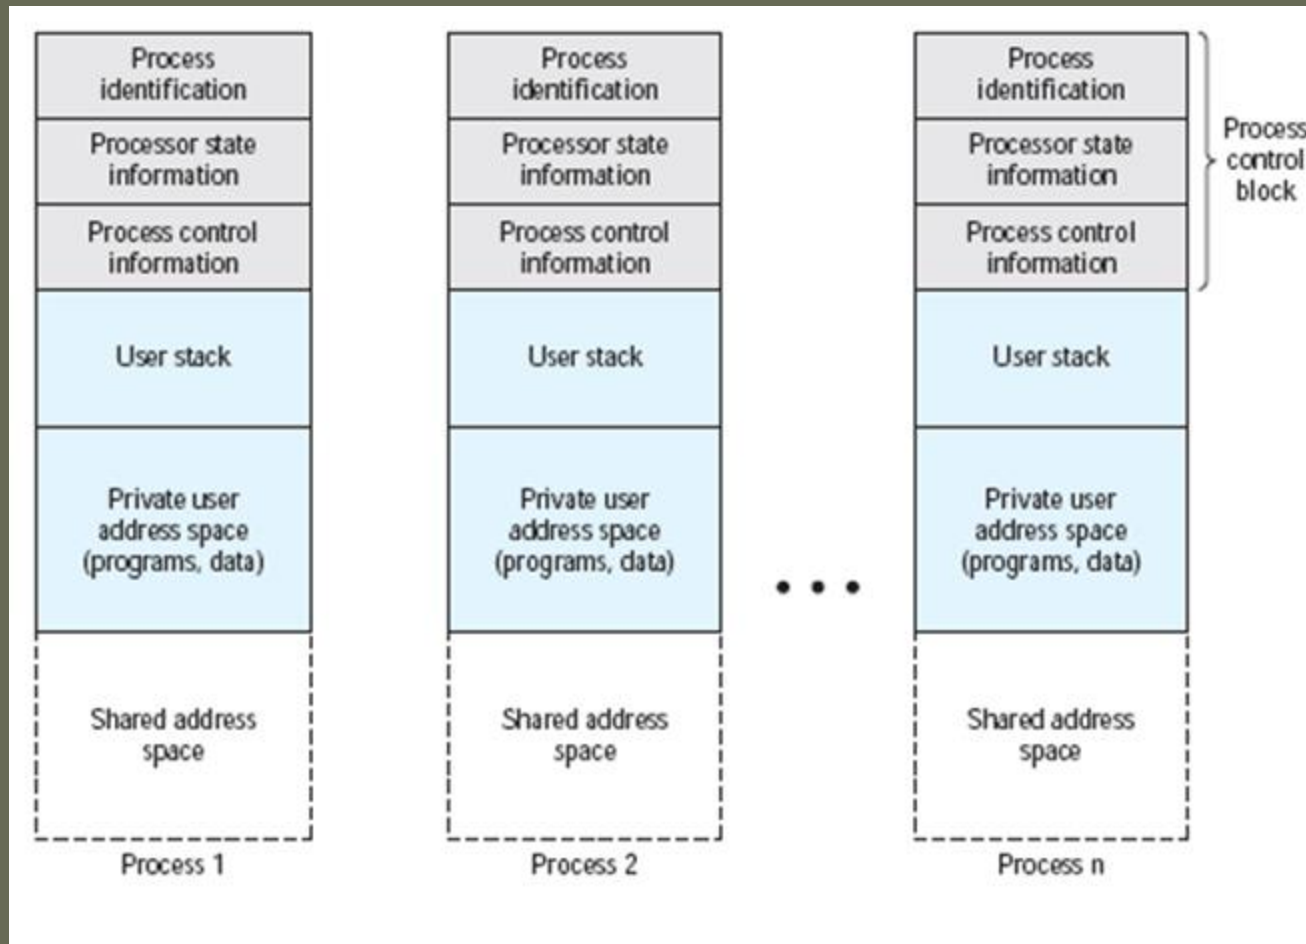 Process
identification
Processor state
information
Process control
information
User stack
Private user
address space
(programs, data)
Shared address
space
Process 1
Process
identification
Processor state
information
Process control
information
User stack
Private user
address space
(programs, data)
Shared address
space
Process 2
Process
identification
Processor state
information
Process control
information
User stack
Private user
address space
(programs, data)
Shared address
space
Process n
Process
control
block